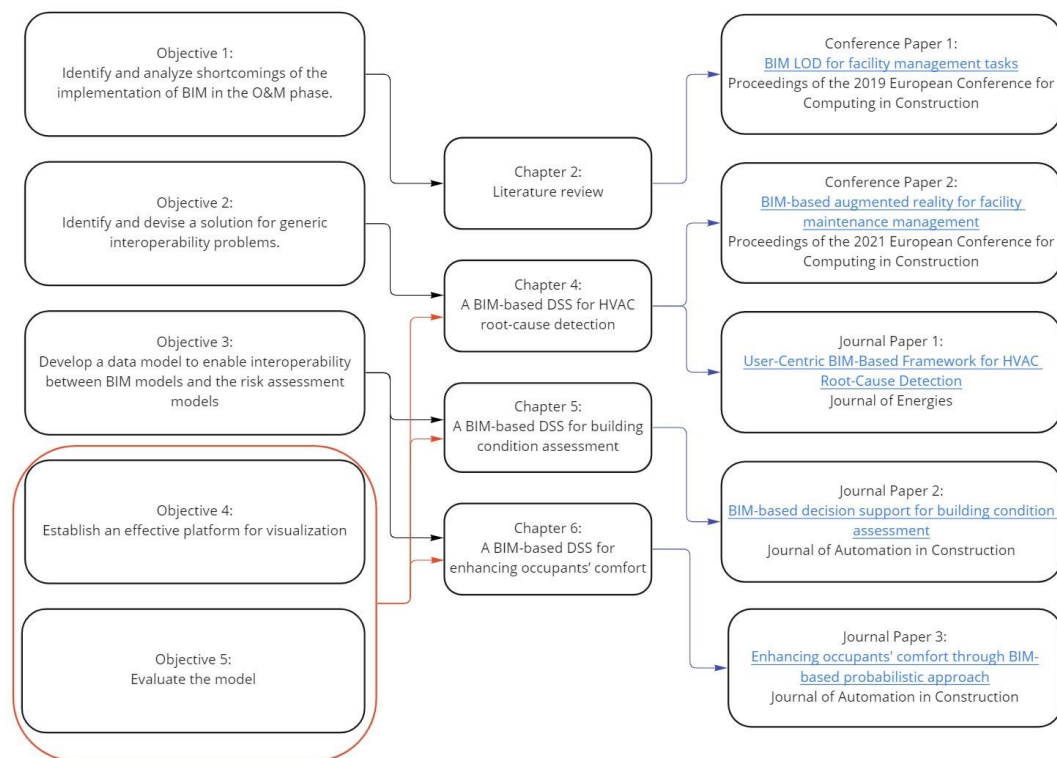 Objective 1:
Identify and analyze shortcomings of the
implementation of BIM in the O&M phase.
Objective 2:
Identify and devise a solution for generic
interoperability problems.
Objective 3:
Develop a data model to enable interoperability
between BIM models and the risk assessment
models
Objective 4:
Establish an effective platform for visualization
Objective 5:
Evaluate the model
Chapter 2:
Literature review
Chapter 4:
A BIM-based DSS for HVAC
root-cause detection
Chapter 5:
A BIM-based DSS for building
condition assessment
Chapter 6:
A BIM-based DSS for
enhancing occupants’ comfort
Conference Paper 1:
BIM LOD for facility management tasks
Proceedings of the 2019 European Conference for
Computing in Construction
Conference Paper 2:
BIM-based augmented reality for facility
maintenance management
Proceedings of the 2021 European Conference for
Computing in Construction
Journal Paper 1:
User-Centric BIM-Based Framework for HVAC
Root-Cause Detection
Journal of Energies
Journal Paper 2:
BIM-based decision support for building condition
assessment
Journal of Automation in Construction
Journal Paper 3:
Enhancing occupants' comfort through BIM-
based probabilistic approach
Journal of Automation in Construction